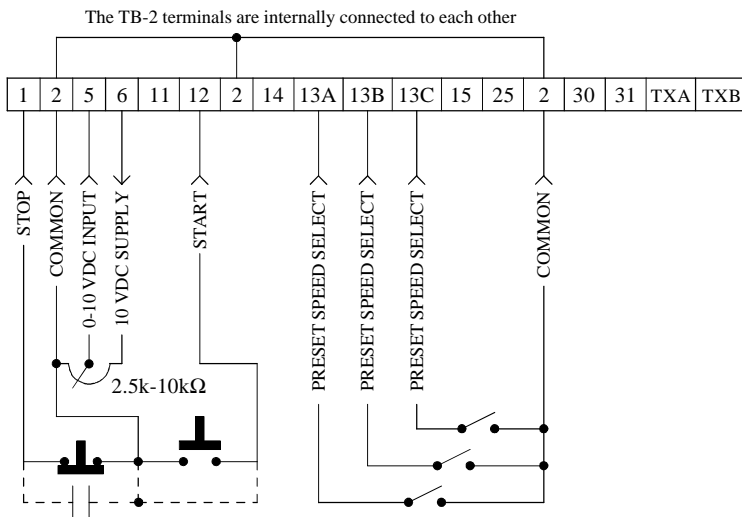 The TB-2 terminals are internally connected to each other
1 2 5 6 11 12 2 14 13A 13B 13C 15 25 2 30 31 TXA TXB
STOP
COMMON
0-10 VDC INPUT
10 VDC SUPPLY
START
PRESET SPEED SELECT
PRESET SPEED SELECT
PRESET SPEED SELECT
COMMON
2.5k-10kΩ